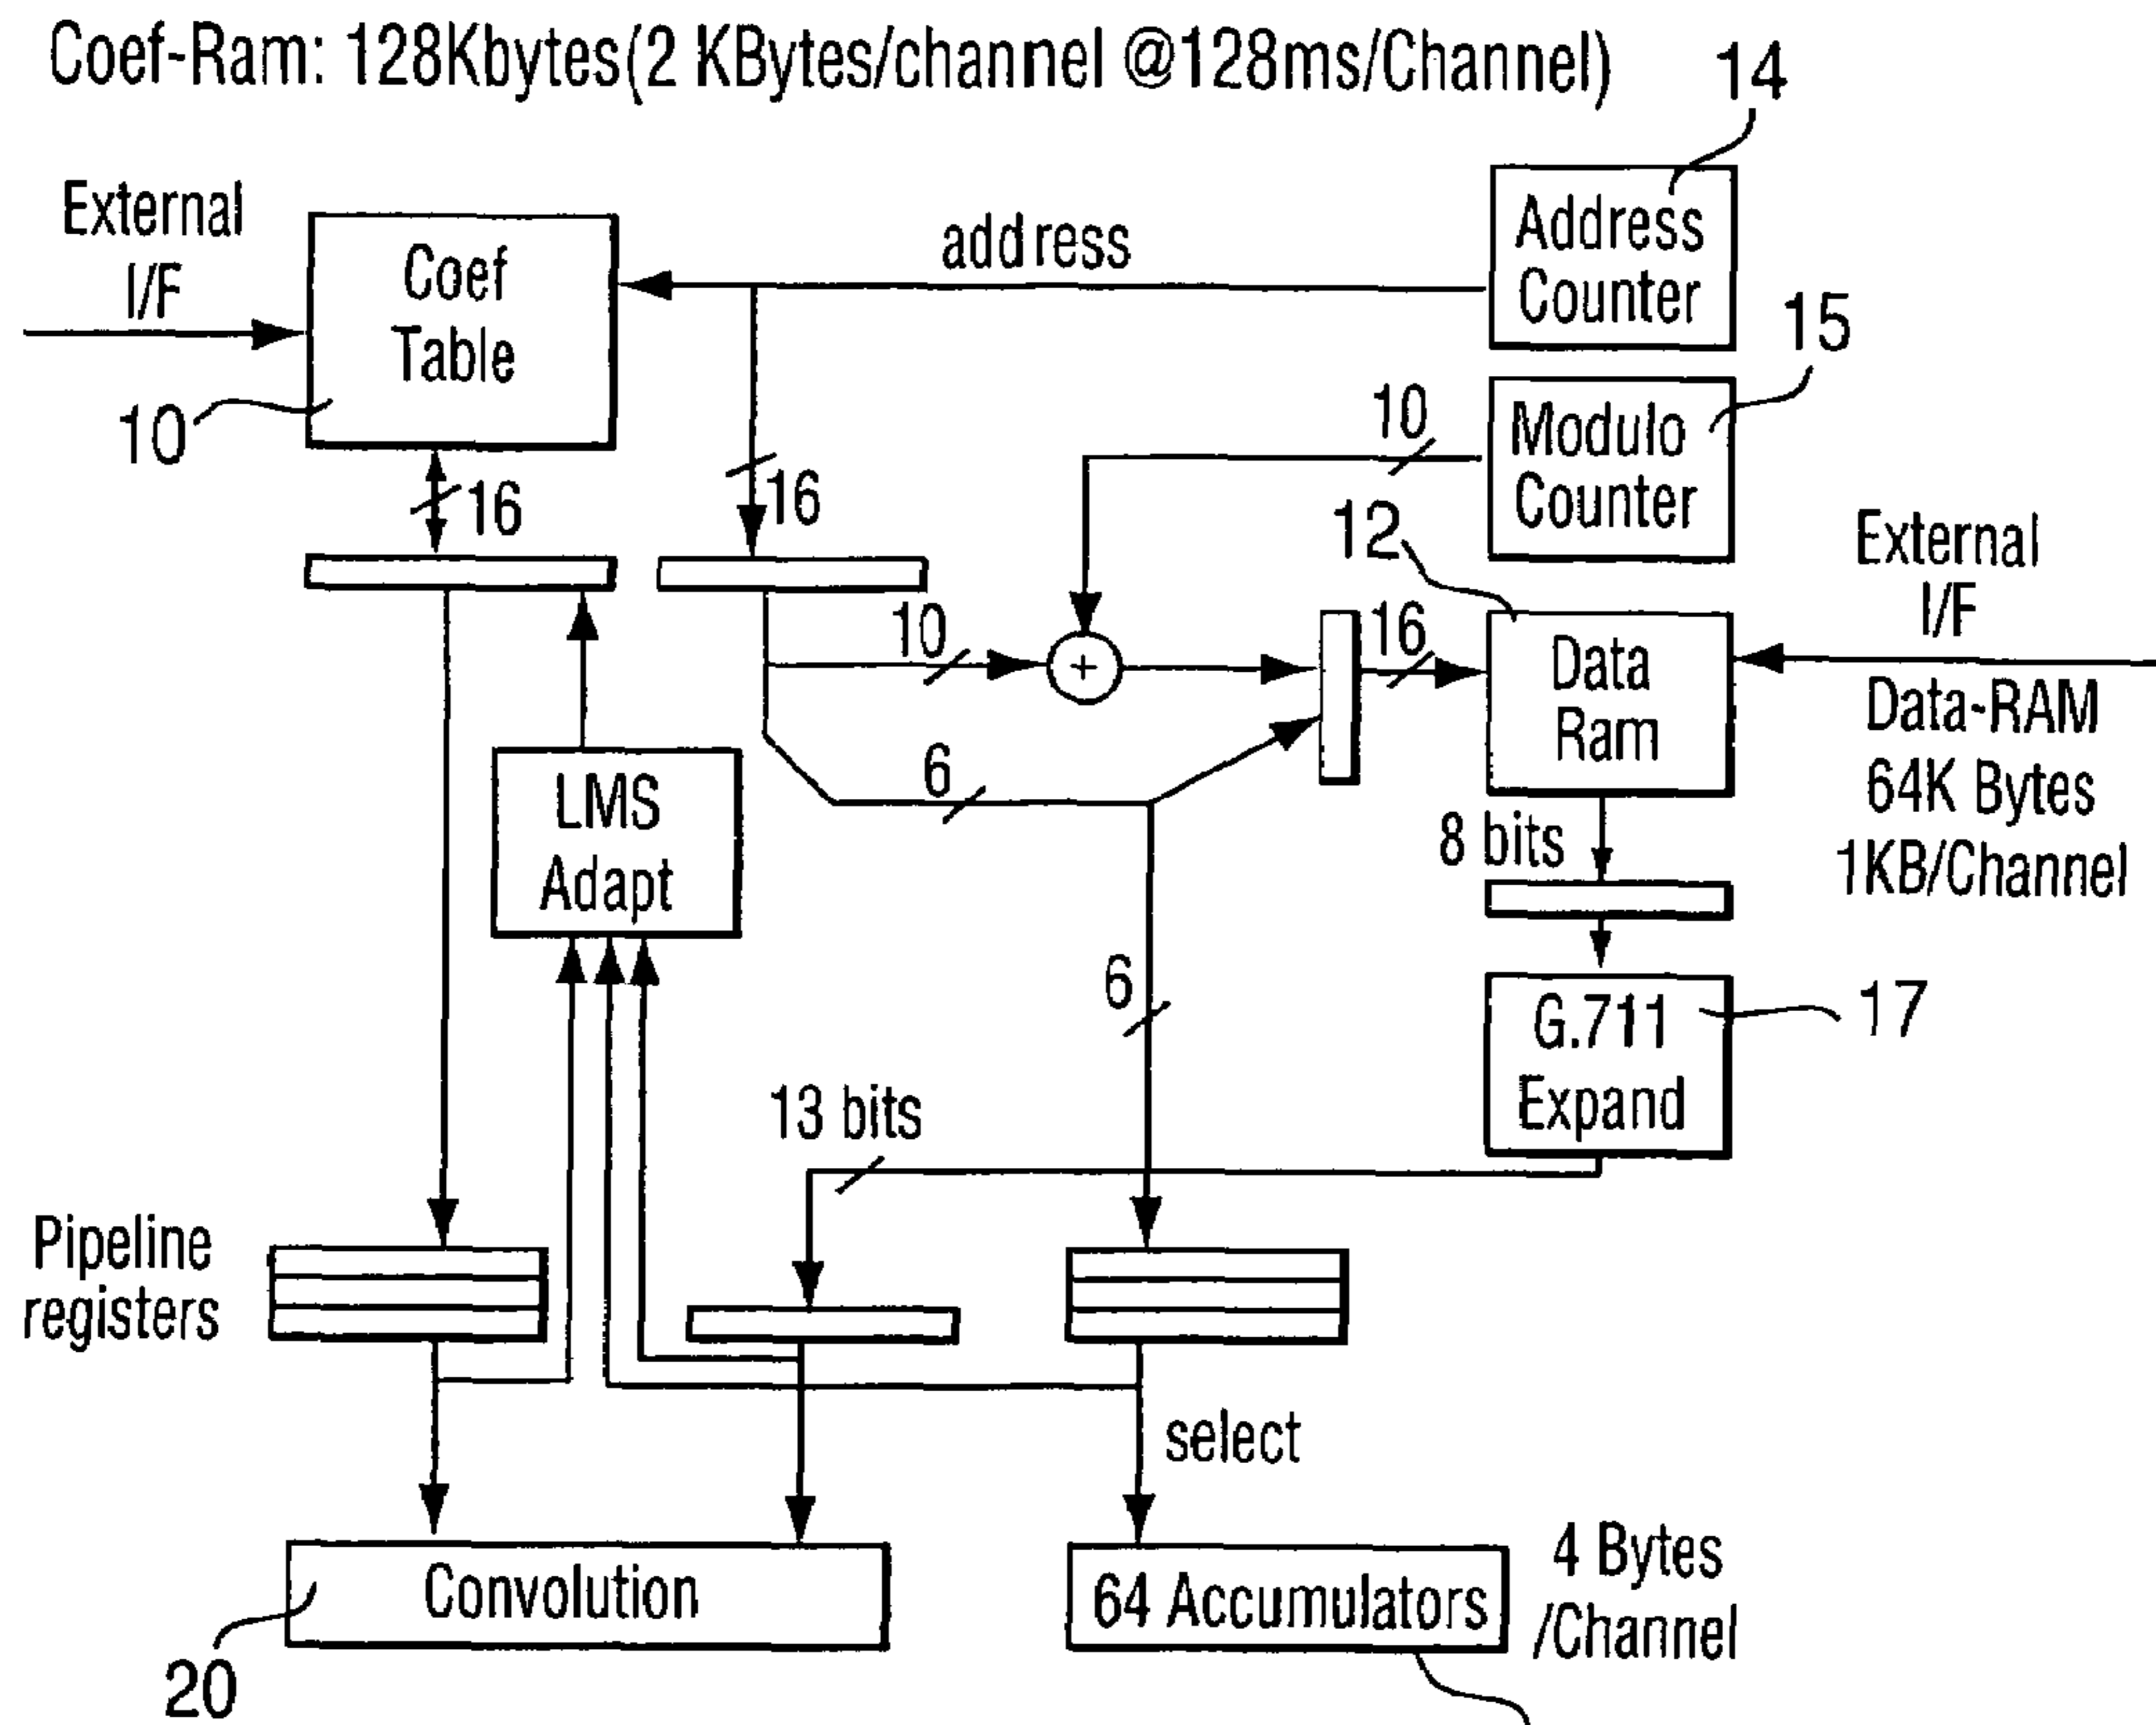 Coef-Ram: 128Kbytes(2 KBytes/channel @128ms/Channel)
14
External
I/F
Coef
Table
address
Address
Counter
15
10
10
Modulo
Counter
16
16
12
External
I/F
10
+
16
Data
Ram
Data-RAM
64K Bytes
1KB/Channel
6
LMS
Adapt
8 bits
6
G.711
Expand
17
13 bits
Pipeline
registers
select
Convolution
64 Accumulators
4 Bytes
/Channel
20